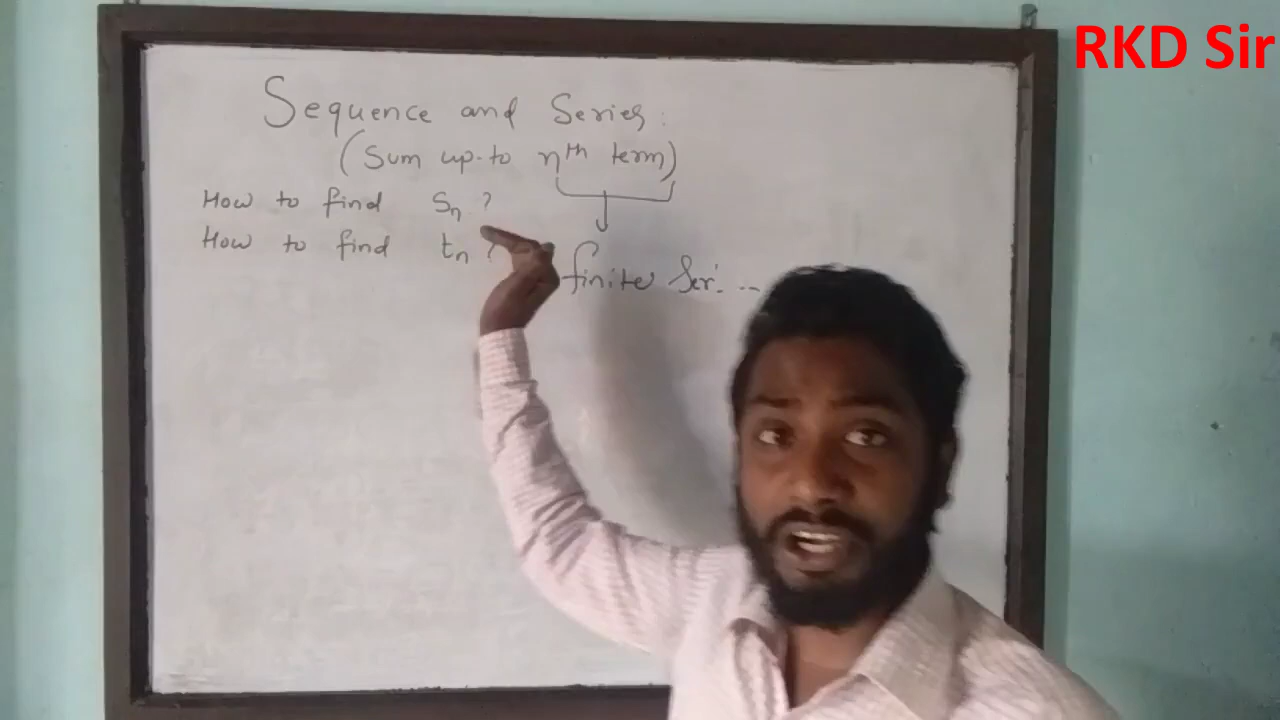 RKD Sir
Sequence and Series:
(Sum up-to nth term)
How to find Sn ?
How to find tn ?
finite Ser. --